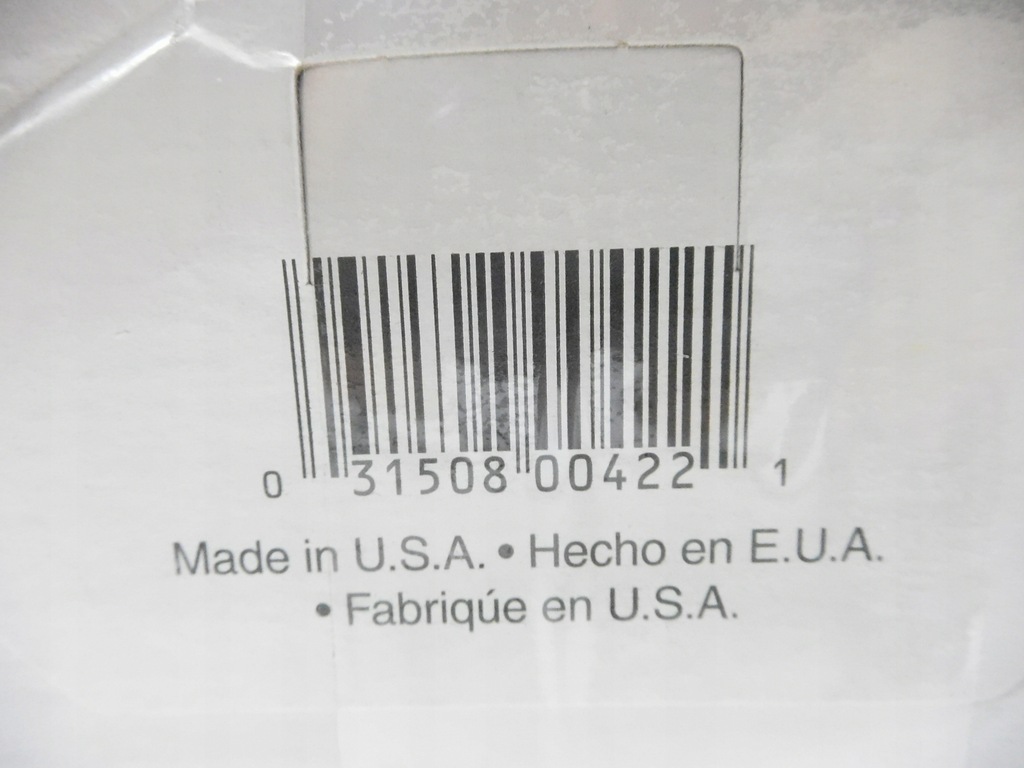 0 31508 00422 1
Made in U.S.A. • Hecho en E.U.A.
• Fabriqúe en U.S.A.